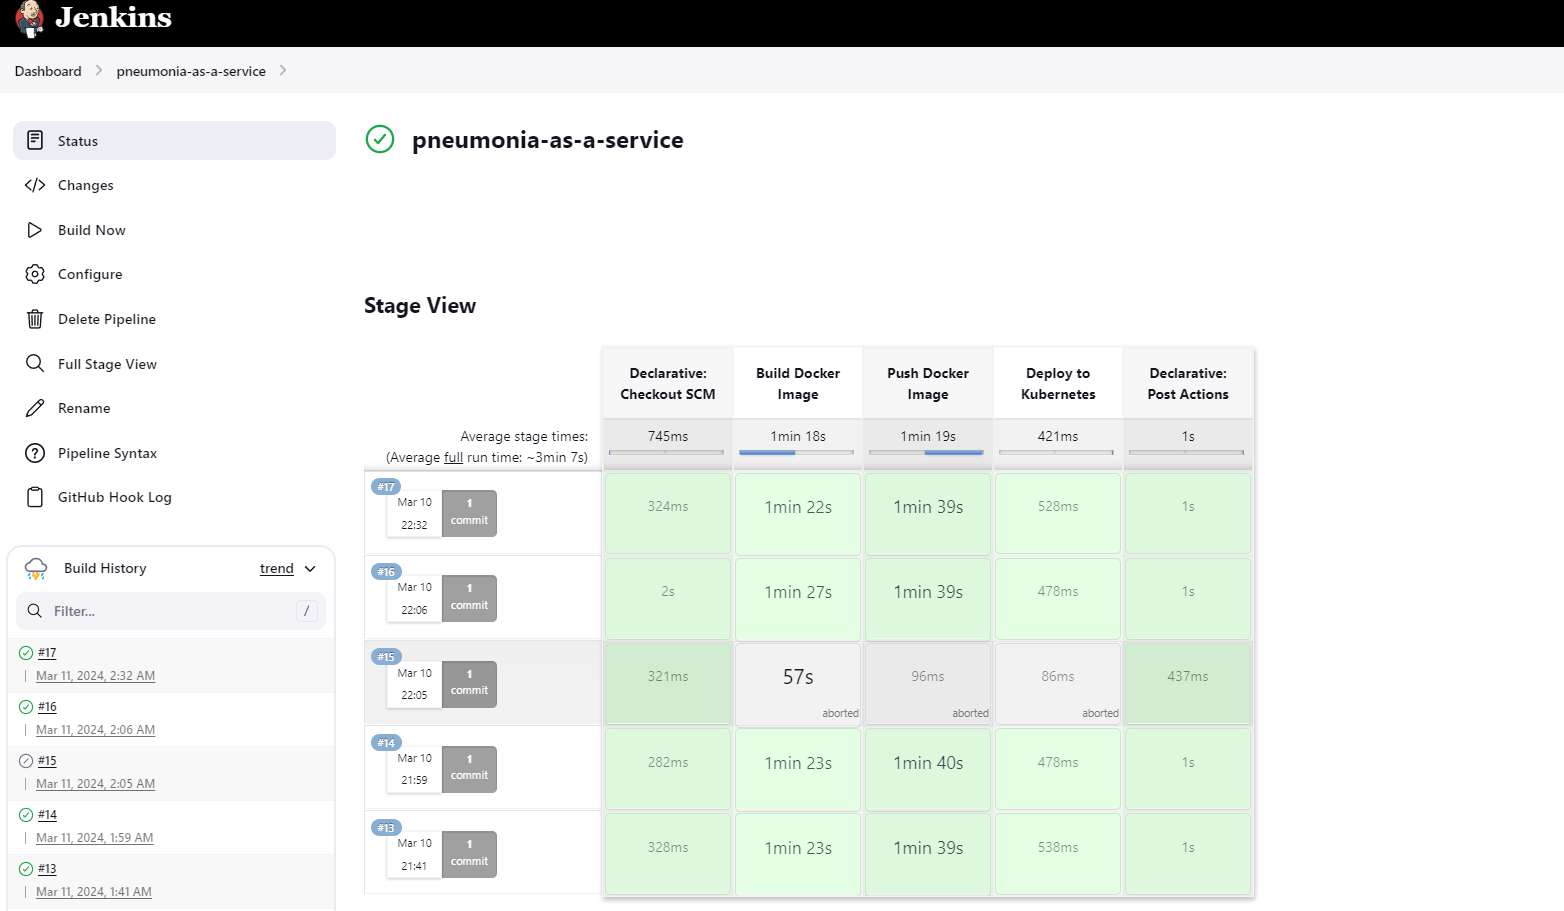 Jenkins
Dashboard
pneumonia-as-a-service
Status
Changes
Build Now
Configure
Delete Pipeline
Full Stage View
Rename
Pipeline Syntax
GitHub Hook Log
Build History
trend
Filter...
/
#17
Mar 11, 2024, 2:32 AM
#16
Mar 11, 2024, 2:06 AM
#15
Mar 11, 2024, 2:05 AM
#14
Mar 11, 2024, 1:59 AM
#13
Mar 11, 2024, 1:41 AM
pneumonia-as-a-service
Stage View
Declarative:
Checkout SCM
Build Docker
Image
Push Docker
Image
Deploy to
Kubernetes
Declarative:
Post Actions
Average stage times:
(Average full run time: ~3min 7s)
745ms
1min 18s
1min 19s
421ms
1s
#17
Mar 10
22:32
1
commit
324ms
1min 22s
1min 39s
528ms
1s
#16
Mar 10
22:06
1
commit
2s
1min 27s
1min 39s
478ms
1s
#15
Mar 10
22:05
1
commit
321ms
57s
aborted
96ms
aborted
86ms
aborted
437ms
#14
Mar 10
21:59
1
commit
282ms
1min 23s
1min 40s
478ms
1s
#13
Mar 10
21:41
1
commit
328ms
1min 23s
1min 39s
538ms
1s